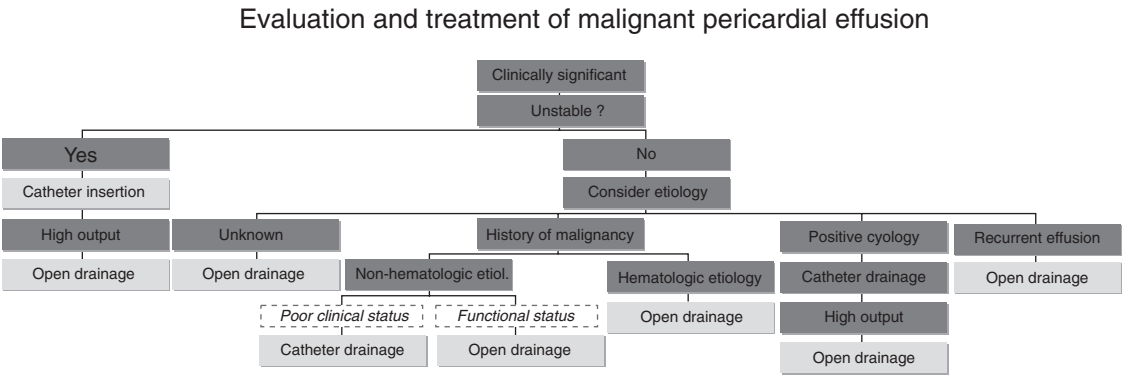 Evaluation and treatment of malignant pericardial effusion
Clinically significant
Unstable ?
Yes
No
Catheter insertion
Consider etiology
High output
Unknown
History of malignancy
Positive cyology
Recurrent effusion
Open drainage
Open drainage
Non-hematologic etiol.
Hematologic etiology
Catheter drainage
Open drainage
Poor clinical status
Functional status
Open drainage
High output
Catheter drainage
Open drainage
Open drainage